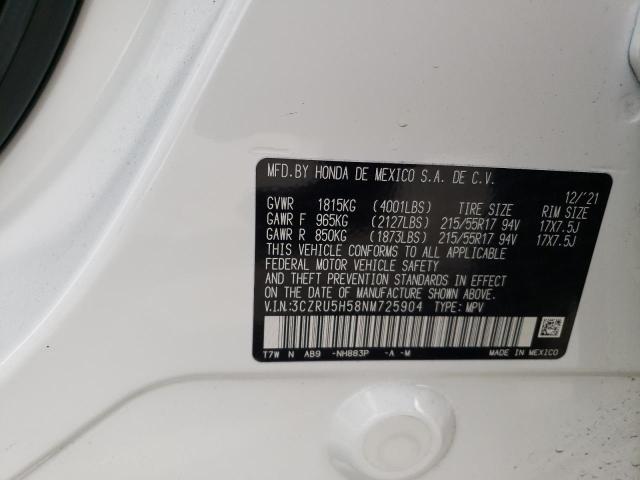 MFD.BY HONDA DE MEXICO S.A. DE C.V.
12/'21
GVWR 1815KG (4001LBS) TIRE SIZE RIM SIZE
GAWR F 965KG (2127LBS) 215/55R17 94V 17X7.5J
GAWR R 850KG (1873LBS) 215/55R17 94V 17X7.5J
THIS VEHICLE CONFORMS TO ALL APPLICABLE
FEDERAL MOTOR VEHICLE SAFETY
AND THEFT PREVENTION STANDARDS IN EFFECT
ON THE DATE OF MANUFACTURE SHOWN ABOVE.
V.I.N.:3CZRU5H58NM725904 TYPE: MPV
T7W N AB9 -NH883P -A -M MADE IN MEXICO